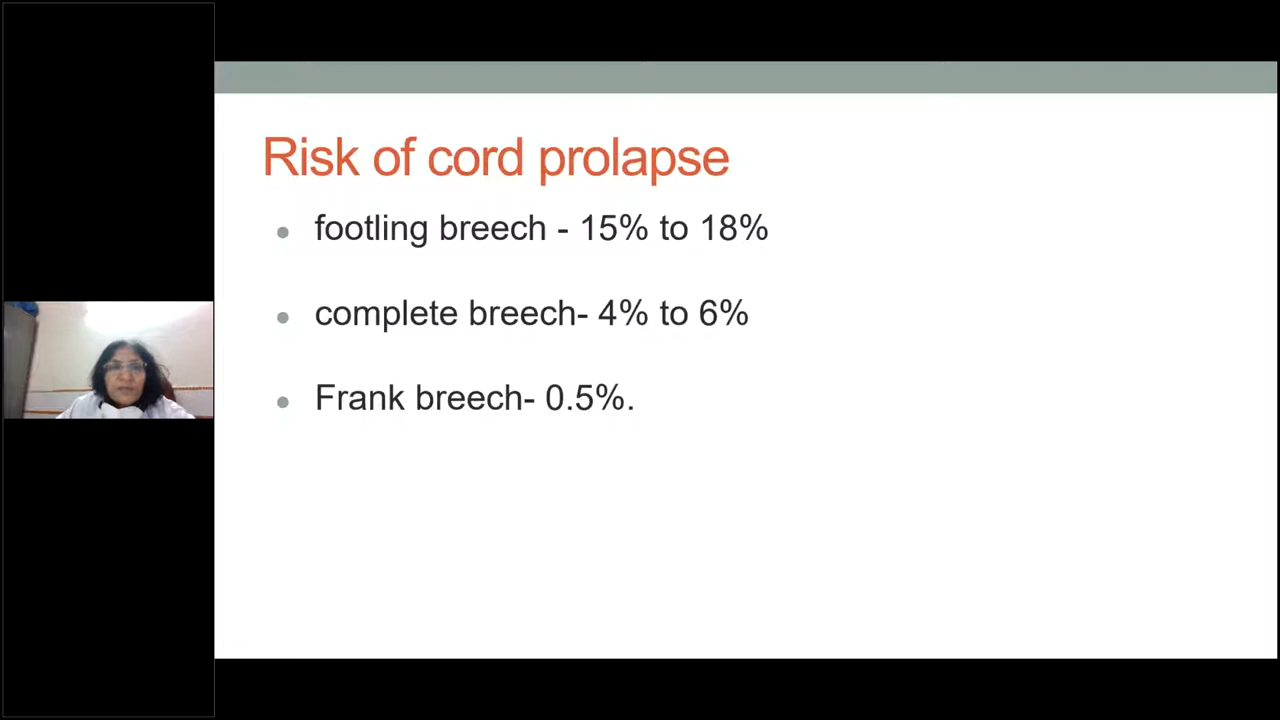 Risk of cord prolapse
footling breech - 15% to 18%
complete breech- 4% to 6%
Frank breech- 0.5%.